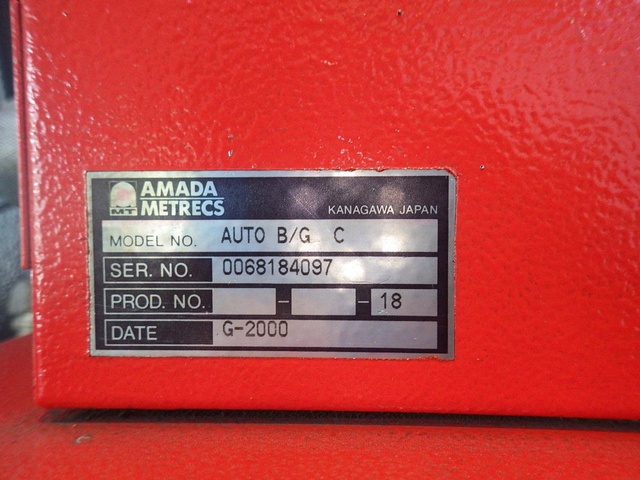 AMADA
METRECS
MT
KANAGAWA JAPAN
MODEL NO. AUTO B/G C
SER. NO. 0068184097
PROD. NO. - - 18
DATE G-2000